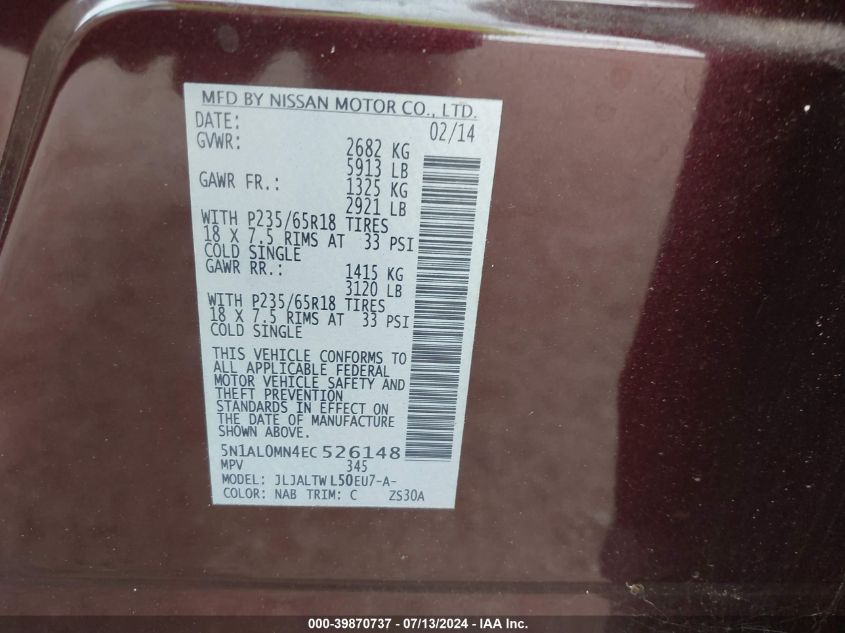 MFD BY NISSAN MOTOR CO., LTD.
DATE: 02/14
GVWR: 2682 KG
5913 LB
GAWR FR.: 1325 KG
2921 LB
WITH P235/65R18 TIRES
18 X 7.5 RIMS AT 33 PSI
COLD SINGLE
GAWR RR.: 1415 KG
3120 LB
WITH P235/65R18 TIRES
18 X 7.5 RIMS AT 33 PSI
COLD SINGLE
THIS VEHICLE CONFORMS TO
ALL APPLICABLE FEDERAL
MOTOR VEHICLE SAFETY AND
THEFT PREVENTION
STANDARDS IN EFFECT ON
THE DATE OF MANUFACTURE
SHOWN ABOVE.
5N1AL0MN4EC526148
MPV 345
MODEL: JLJALTWL50EU7-A-
COLOR: NAB TRIM: C ZS30A
000-39870737 - 07/13/2024 - IAA Inc.